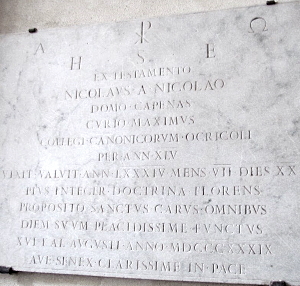 Α ☧ Ω
H · S · E
EX · TESTAMENTO
NICOLAVS · A · NICOLAO
DOMO · CAPENAS
CVRIO · MAXIMVS
COLLEGI · CANONICORVM · OCRICOLI
PER · ANN · XIV
VIXIT · VALVIT · ANN · LXXXIV · MENS · VII · DIES · XX
PIVS · INTEGER · DOCTRINA · FLORENS
PROPOSITO · SANCTVS · CARVS · OMNIBVS
DIEM · SVVM · PLACIDISSIME · FVNCTVS
XVI · KAL · AVGVSTI · ANNO · MDCCCXXXIX
AVE · SENEX · CLARISSIME · IN · PACE